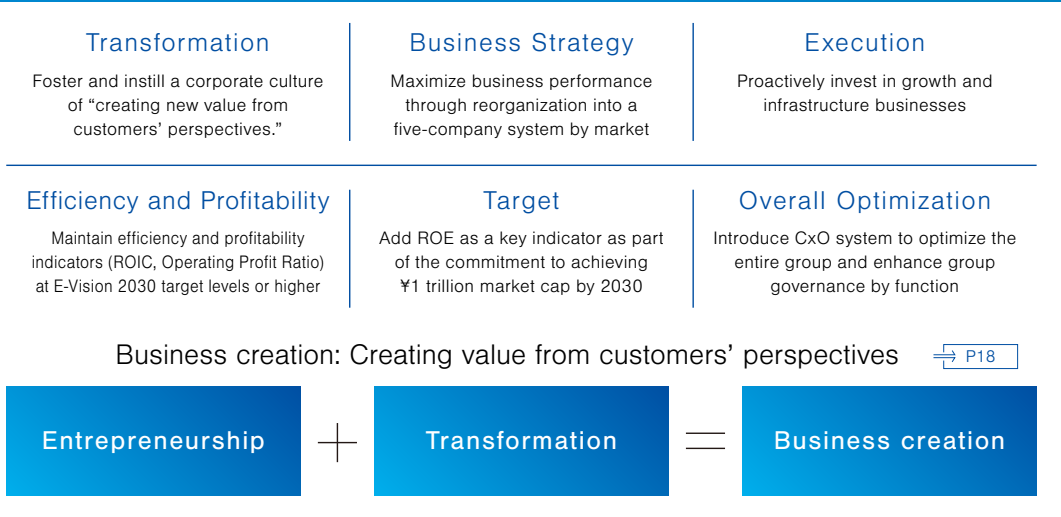 Transformation
Foster and instill a corporate culture
of “creating new value from
customers’ perspectives.”
Business Strategy
Maximize business performance
through reorganization into a
five-company system by market
Execution
Proactively invest in growth and
infrastructure businesses
Efficiency and Profitability
Maintain efficiency and profitability
indicators (ROIC, Operating Profit Ratio)
at E-Vision 2030 target levels or higher
Target
Add ROE as a key indicator as part
of the commitment to achieving
¥1 trillion market cap by 2030
Overall Optimization
Introduce CxO system to optimize the
entire group and enhance group
governance by function
Business creation: Creating value from customers’ perspectives
P18
Entrepreneurship
+
Transformation
=
Business creation